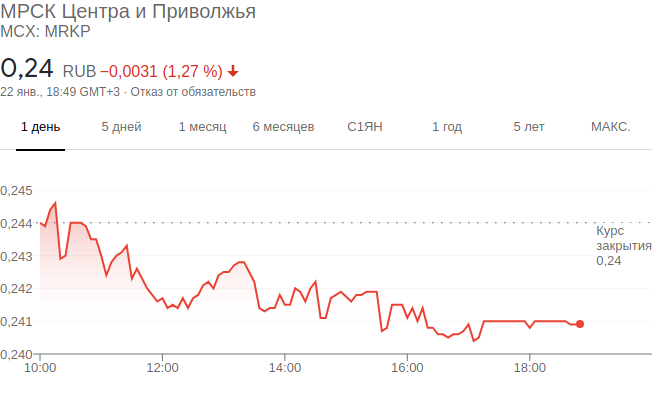 МРСК Центра и Приволжья
MCX: MRKP
0,24 RUB −0,0031 (1,27 %)
22 янв., 18:49 GMT+3 · Отказ от обязательств
1 день 5 дней 1 месяц 6 месяцев С1ЯН 1 год 5 лет МАКС.
0,245
0,244
Курс
закрытия
0,24
0,243
0,242
0,241
0,240
10:00 12:00 14:00 16:00 18:00